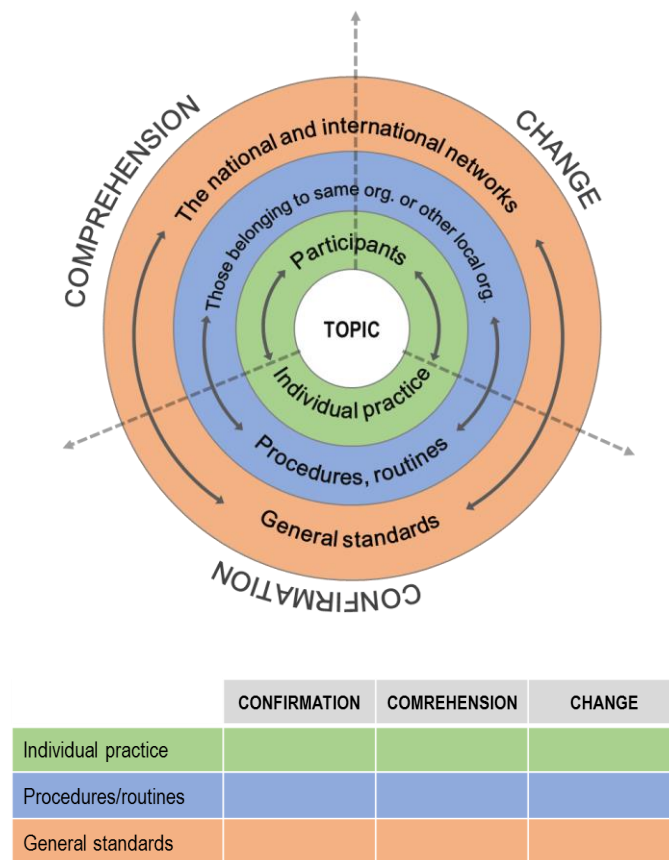 COMPREHENSION
CHANGE
The national and international networks
Those belonging to same org. or other local org.
Participants
TOPIC
Individual practice
Procedures, routines
General standards
CONFIRMATION
CONFIRMATION COMREHENSION CHANGE
Individual practice
Procedures/routines
General standards